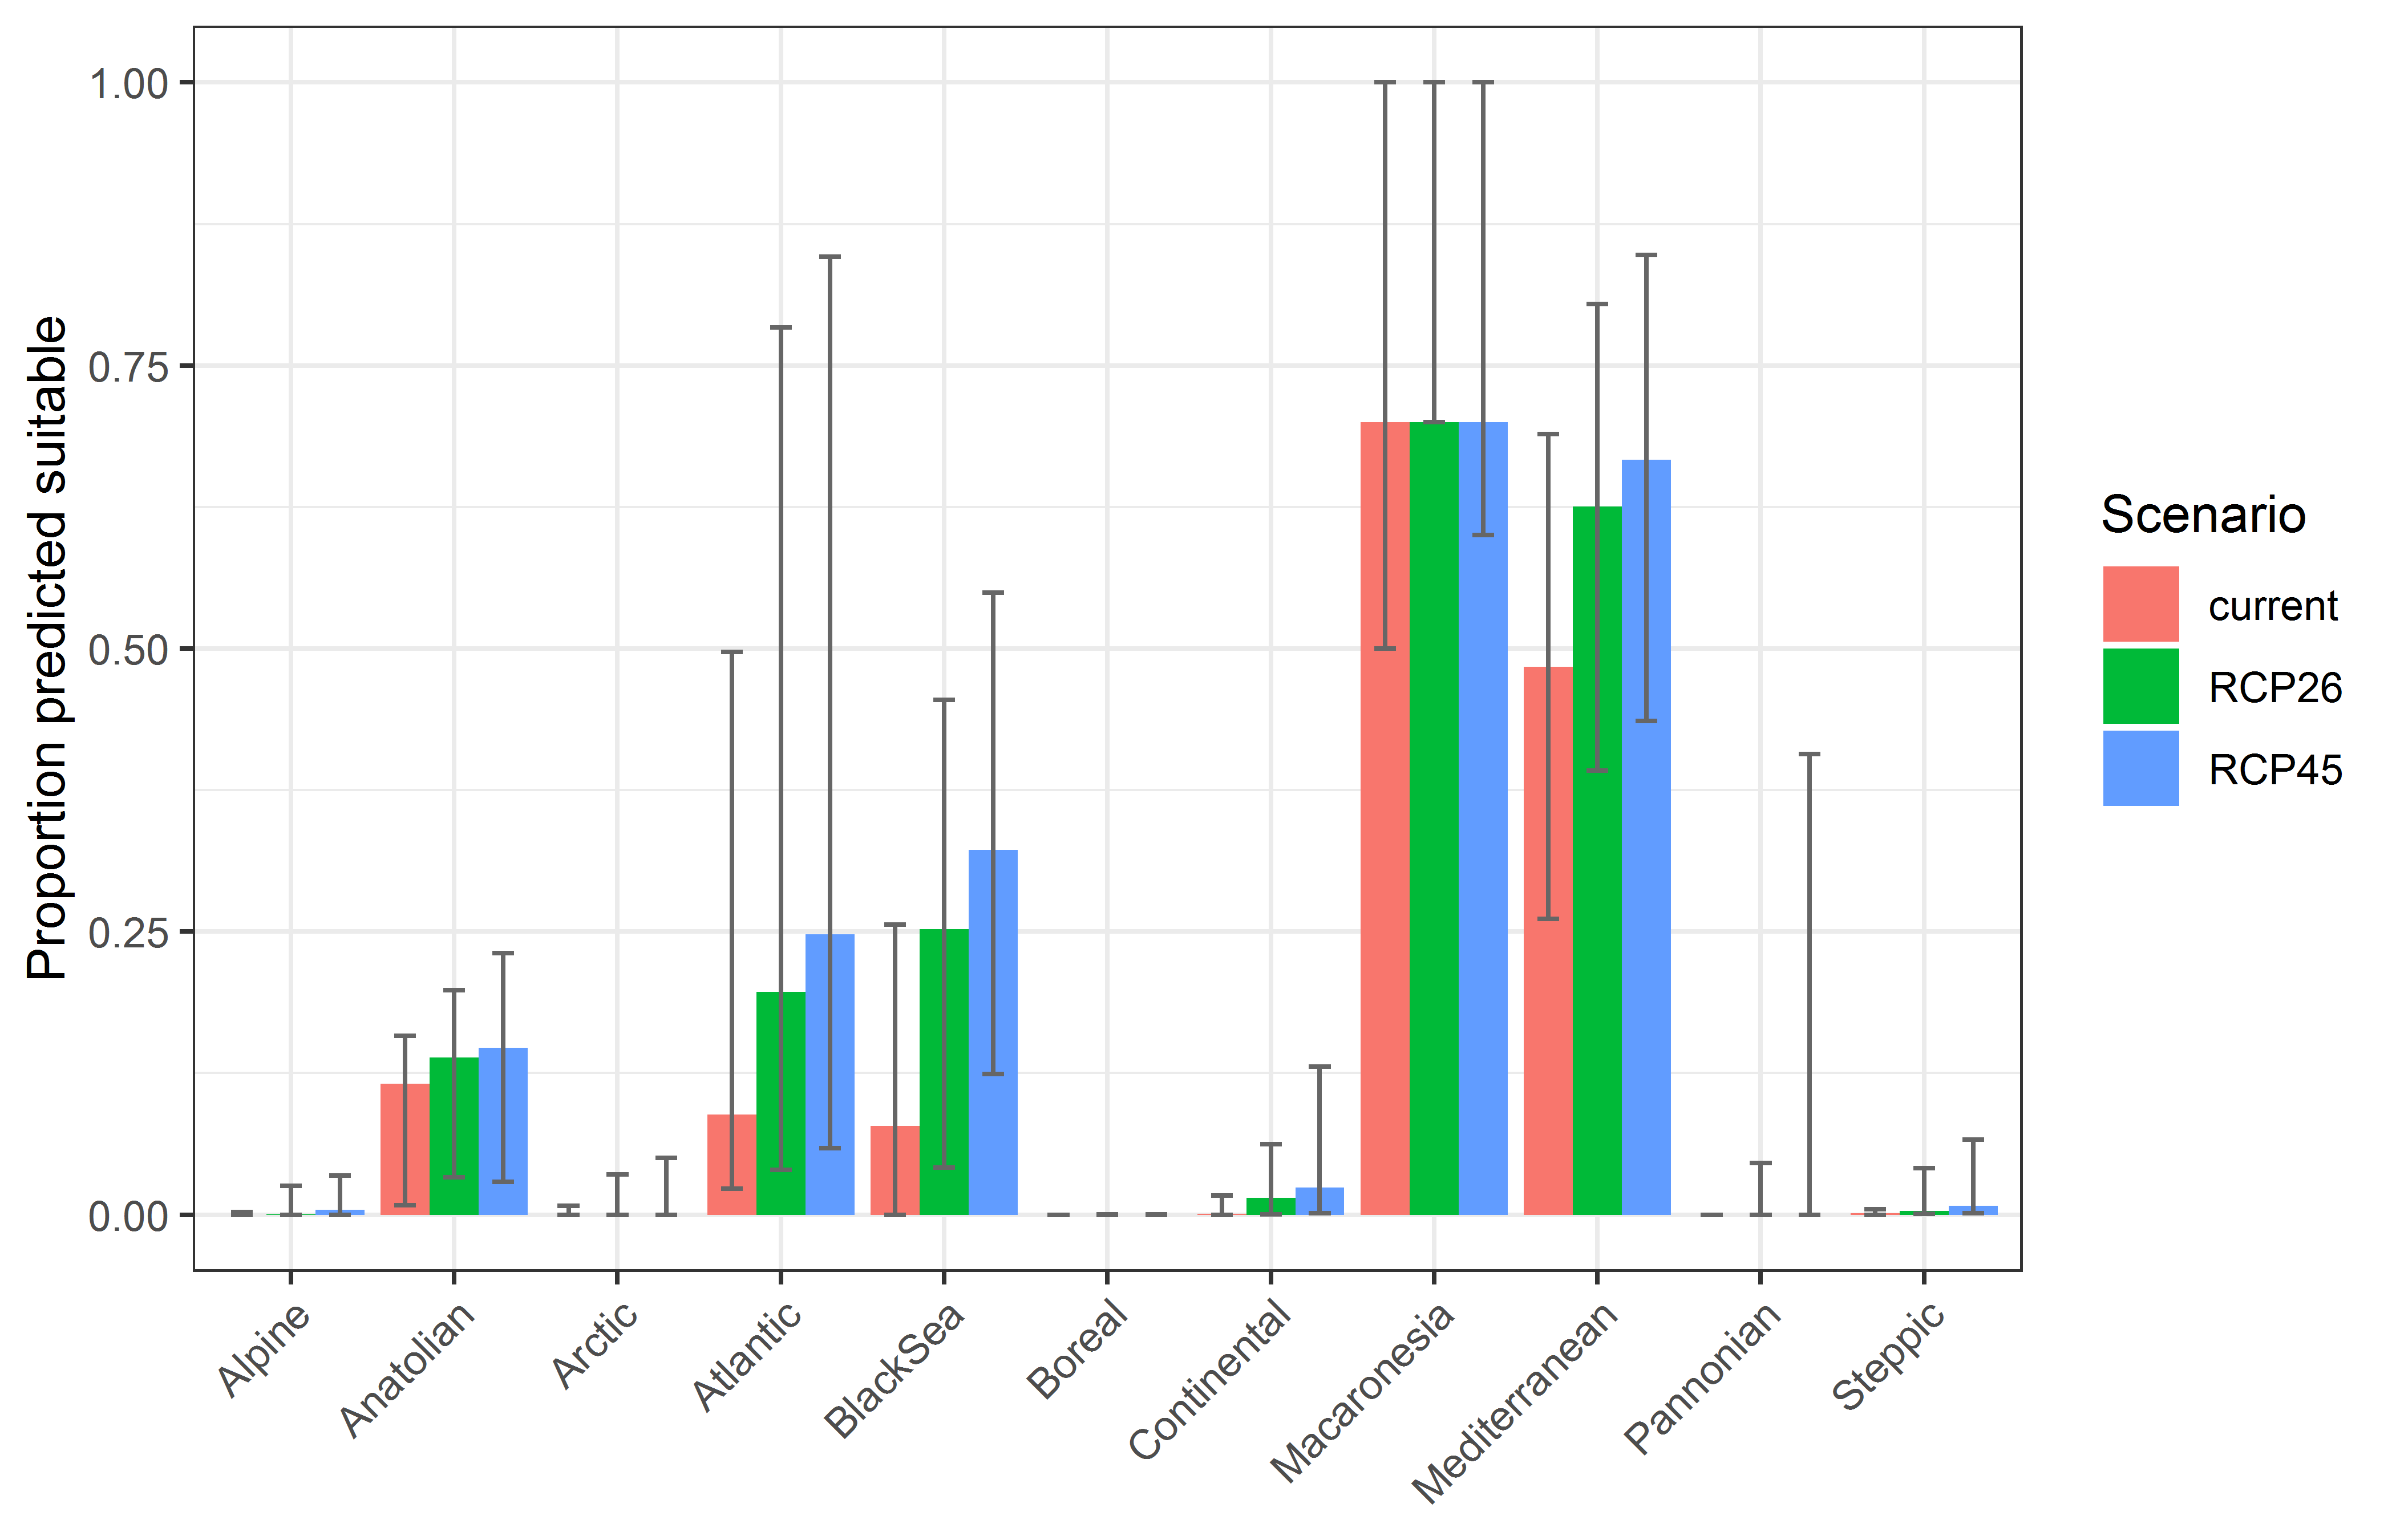 Proportion predicted suitable
1.00
0.75
0.50
0.25
0.00
Alpine
Anatolian
Arctic
Atlantic
BlackSea
Boreal
Continental
Macaronesia
Mediterranean
Pannonian
Steppic
Scenario
current
RCP26
RCP45